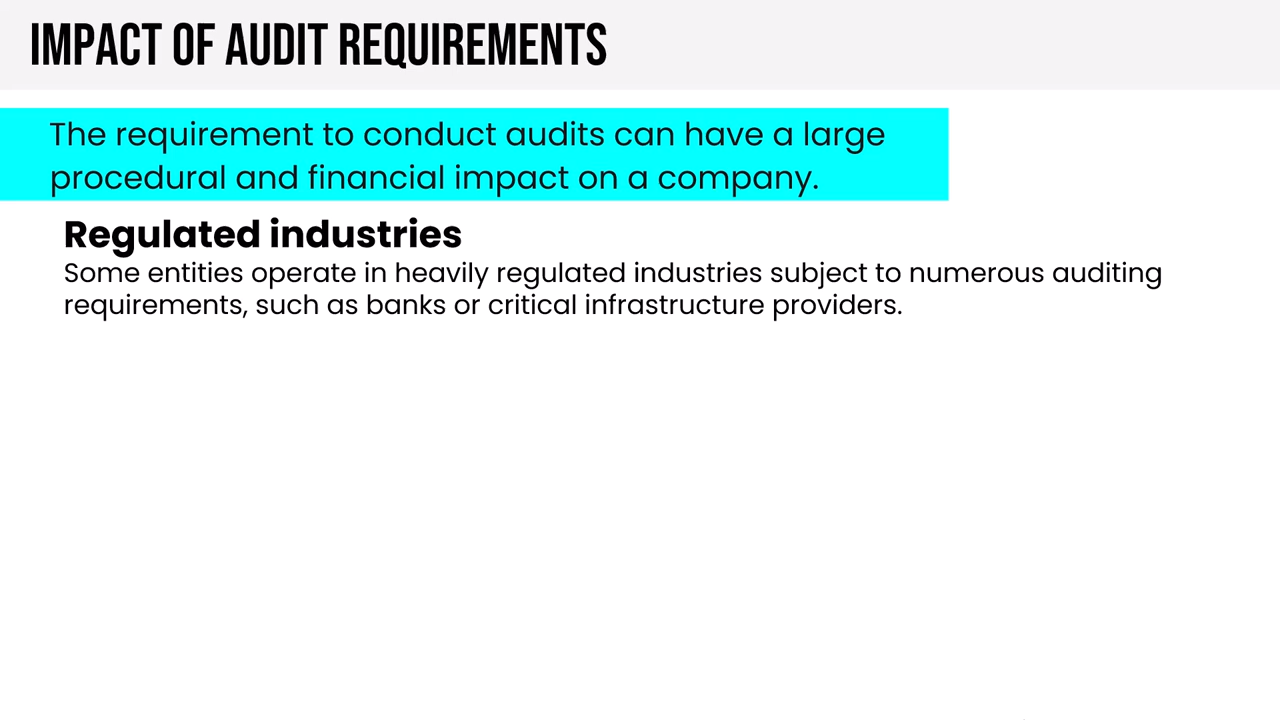 IMPACT OF AUDIT REQUIREMENTS
The requirement to conduct audits can have a large
procedural and financial impact on a company.
Regulated industries
Some entities operate in heavily regulated industries subject to numerous auditing
requirements, such as banks or critical infrastructure providers.